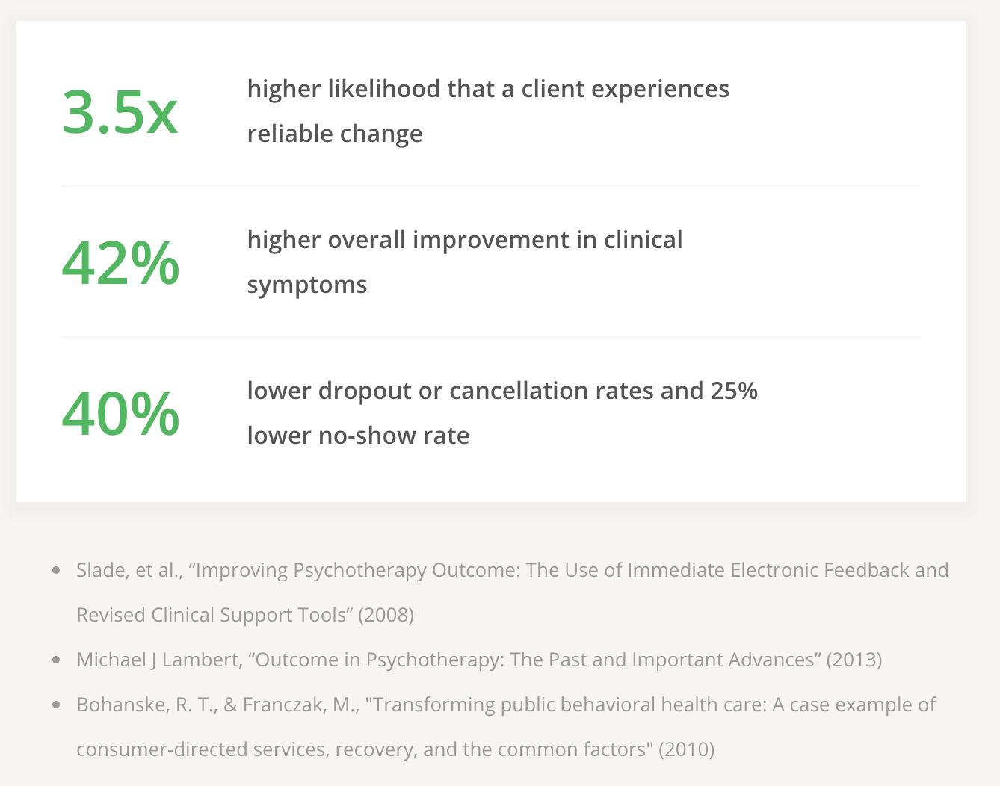 3.5x
higher likelihood that a client experiences
reliable change
42%
higher overall improvement in clinical
symptoms
40%
lower dropout or cancellation rates and 25%
lower no-show rate
• Slade, et al., “Improving Psychotherapy Outcome: The Use of Immediate Electronic Feedback and
Revised Clinical Support Tools” (2008)
• Michael J Lambert, “Outcome in Psychotherapy: The Past and Important Advances” (2013)
• Bohanske, R. T., & Franczak, M., "Transforming public behavioral health care: A case example of
consumer-directed services, recovery, and the common factors" (2010)